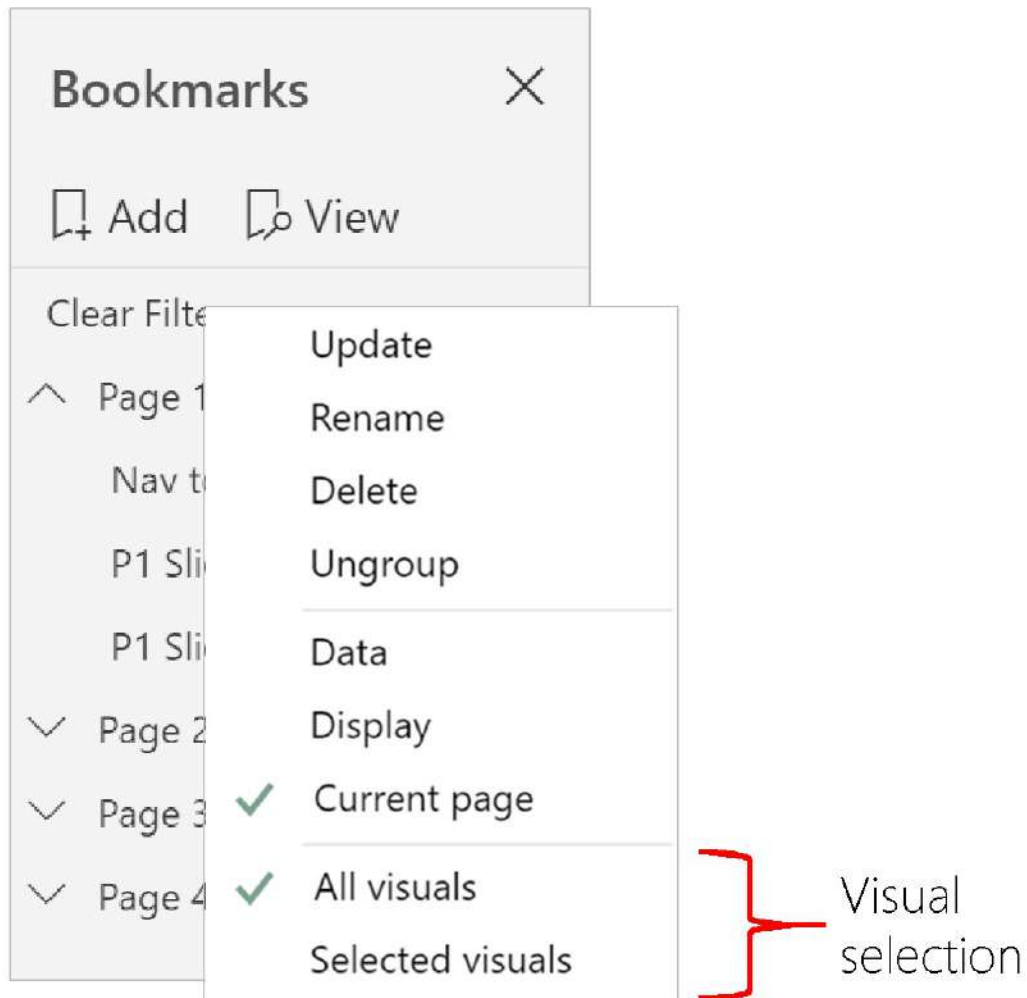 Bookmarks
Add View
Clear Filte
Page 1
Nav t
P1 Sli
P1 Sli
Page 2
Page 3
Page 4
Update
Rename
Delete
Ungroup
Data
Display
Current page
All visuals
Selected visuals
Visual
selection